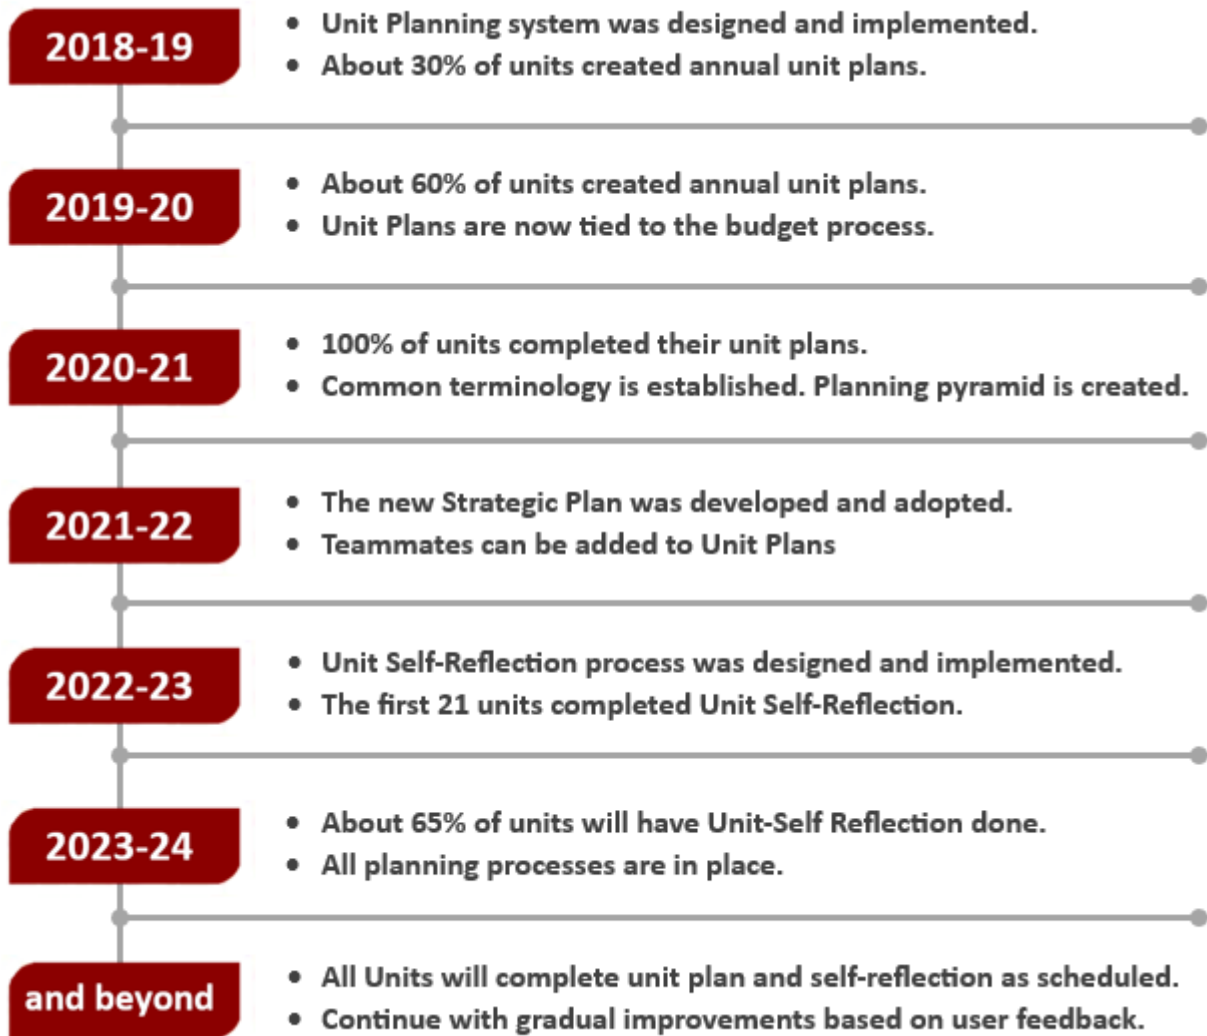 2018-19
• Unit Planning system was designed and implemented.
• About 30% of units created annual unit plans.
2019-20
• About 60% of units created annual unit plans.
• Unit Plans are now tied to the budget process.
2020-21
• 100% of units completed their unit plans.
• Common terminology is established. Planning pyramid is created.
2021-22
• The new Strategic Plan was developed and adopted.
• Teammates can be added to Unit Plans
2022-23
• Unit Self-Reflection process was designed and implemented.
• The first 21 units completed Unit Self-Reflection.
2023-24
• About 65% of units will have Unit-Self Reflection done.
• All planning processes are in place.
and beyond
• All Units will complete unit plan and self-reflection as scheduled.
• Continue with gradual improvements based on user feedback.